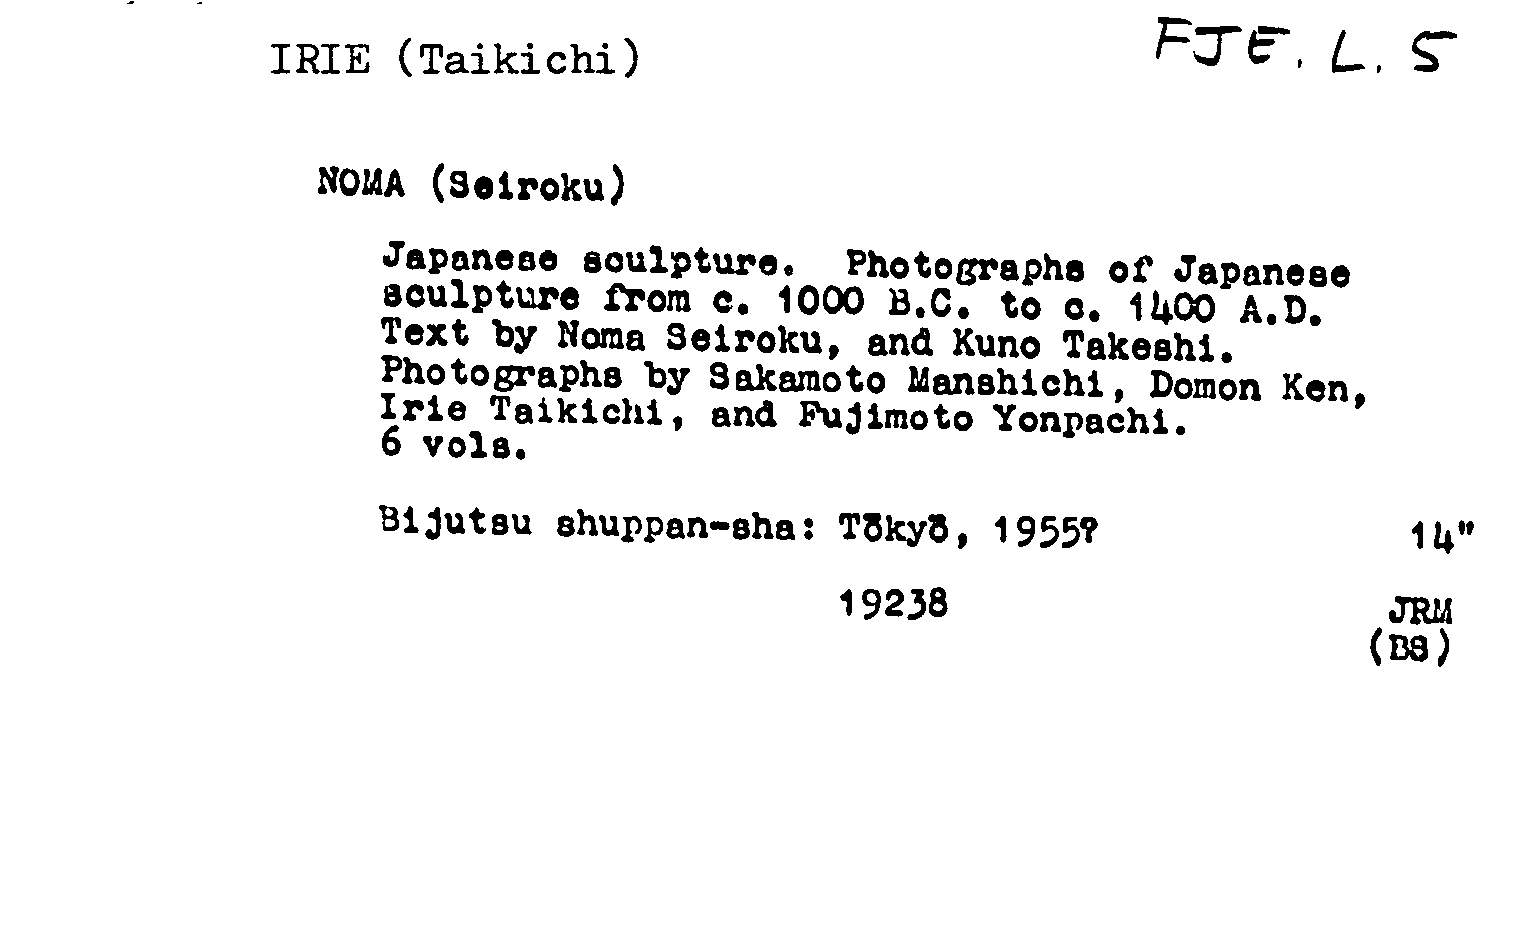 IRIE (Taikichi)
FJE. L. 5
NOMA (Seiroku)
Japanese sculpture. Photographs of Japanese
sculpture from c. 1000 B.C. to c. 1400 A.D.
Text by Noma Seiroku, and Kuno Takeshi.
Photographs by Sakamoto Manshichi, Domon Ken,
Irie Taikichi, and Fujimoto Yonpachi.
6 vols.
Bijutsu shuppan-sha: Tōkyō, 1955? 14"
19238
JRM
(BS)